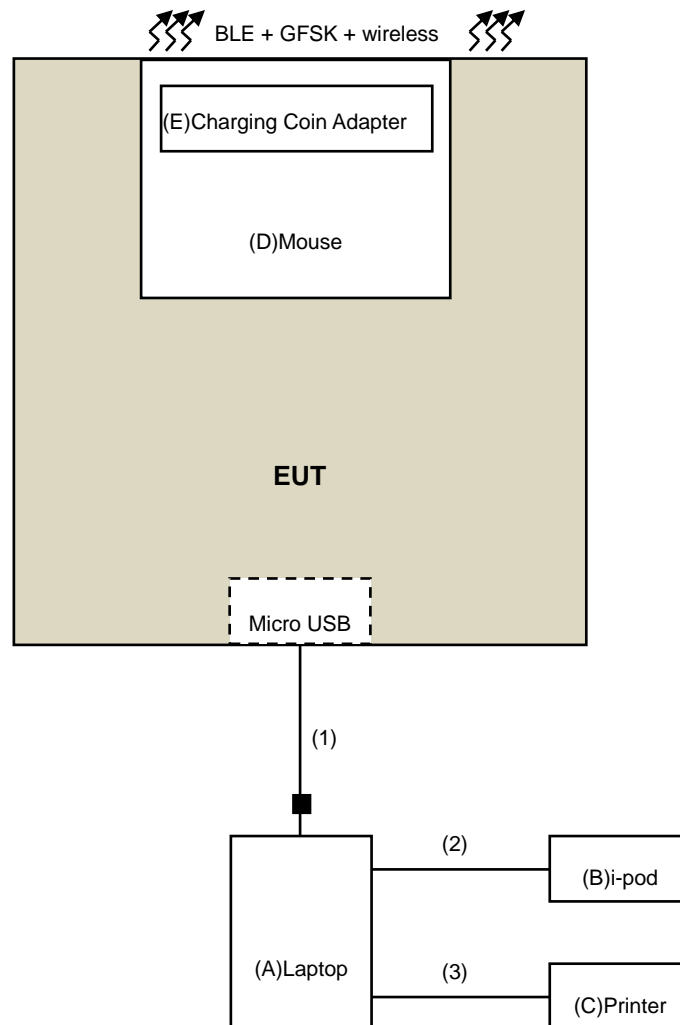 BLE + GFSK + wireless
(E)Charging Coin Adapter
(D)Mouse
EUT
Micro USB
(1)
(2)
(B)i-pod
(A)Laptop
(3)
(C)Printer